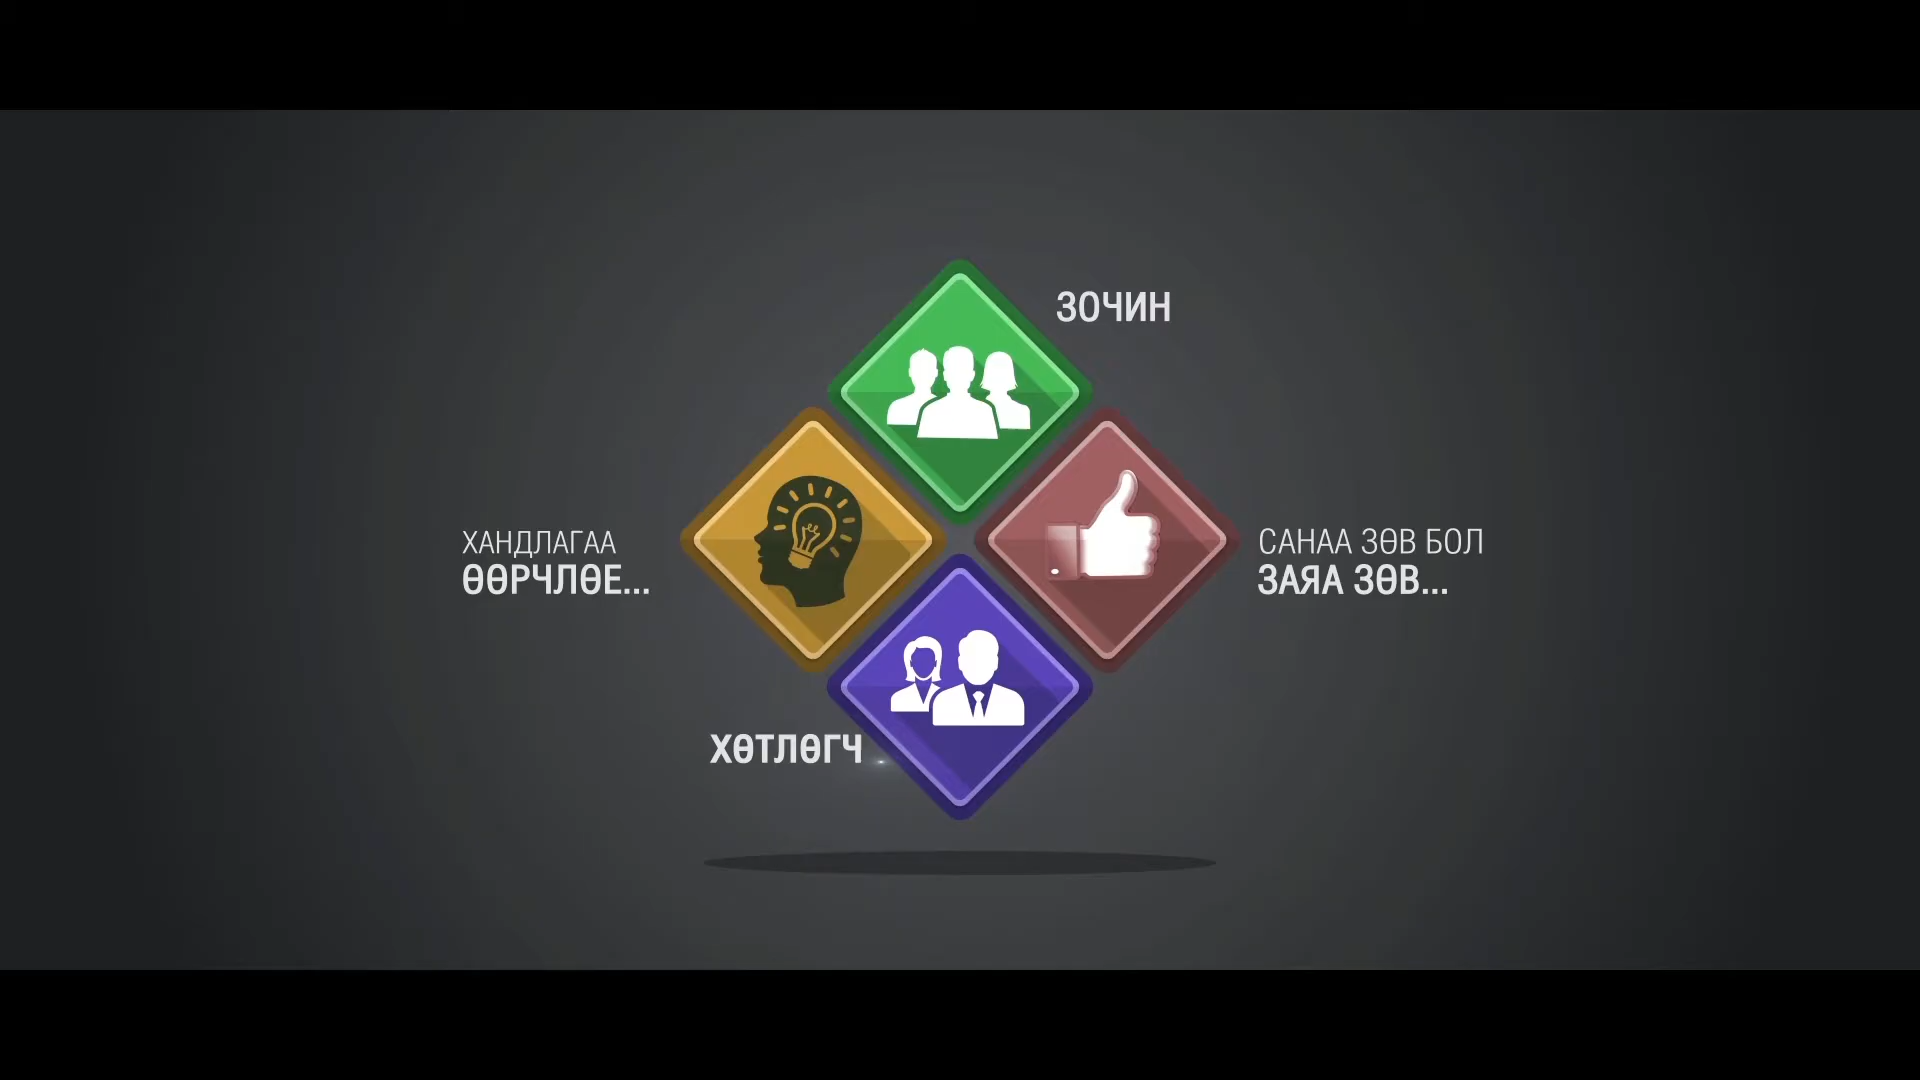 ЗОЧИН
ХАНДЛАГАА
ӨӨРЧЛӨЕ...
САНАА ЗӨВ БОЛ
ЗАЯА ЗӨВ...
ХӨТЛӨГЧ